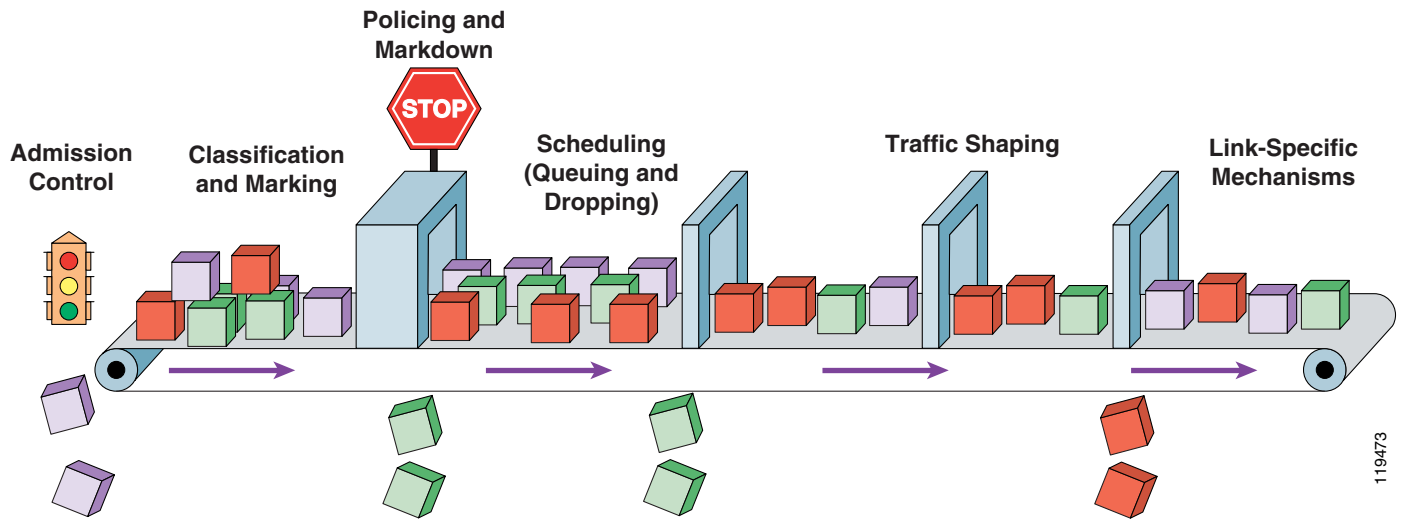 Policing and
Markdown
STOP
Admission
Control
Classification
and Marking
Scheduling
(Queuing and
Dropping)
Traffic Shaping
Link-Specific
Mechanisms
119473